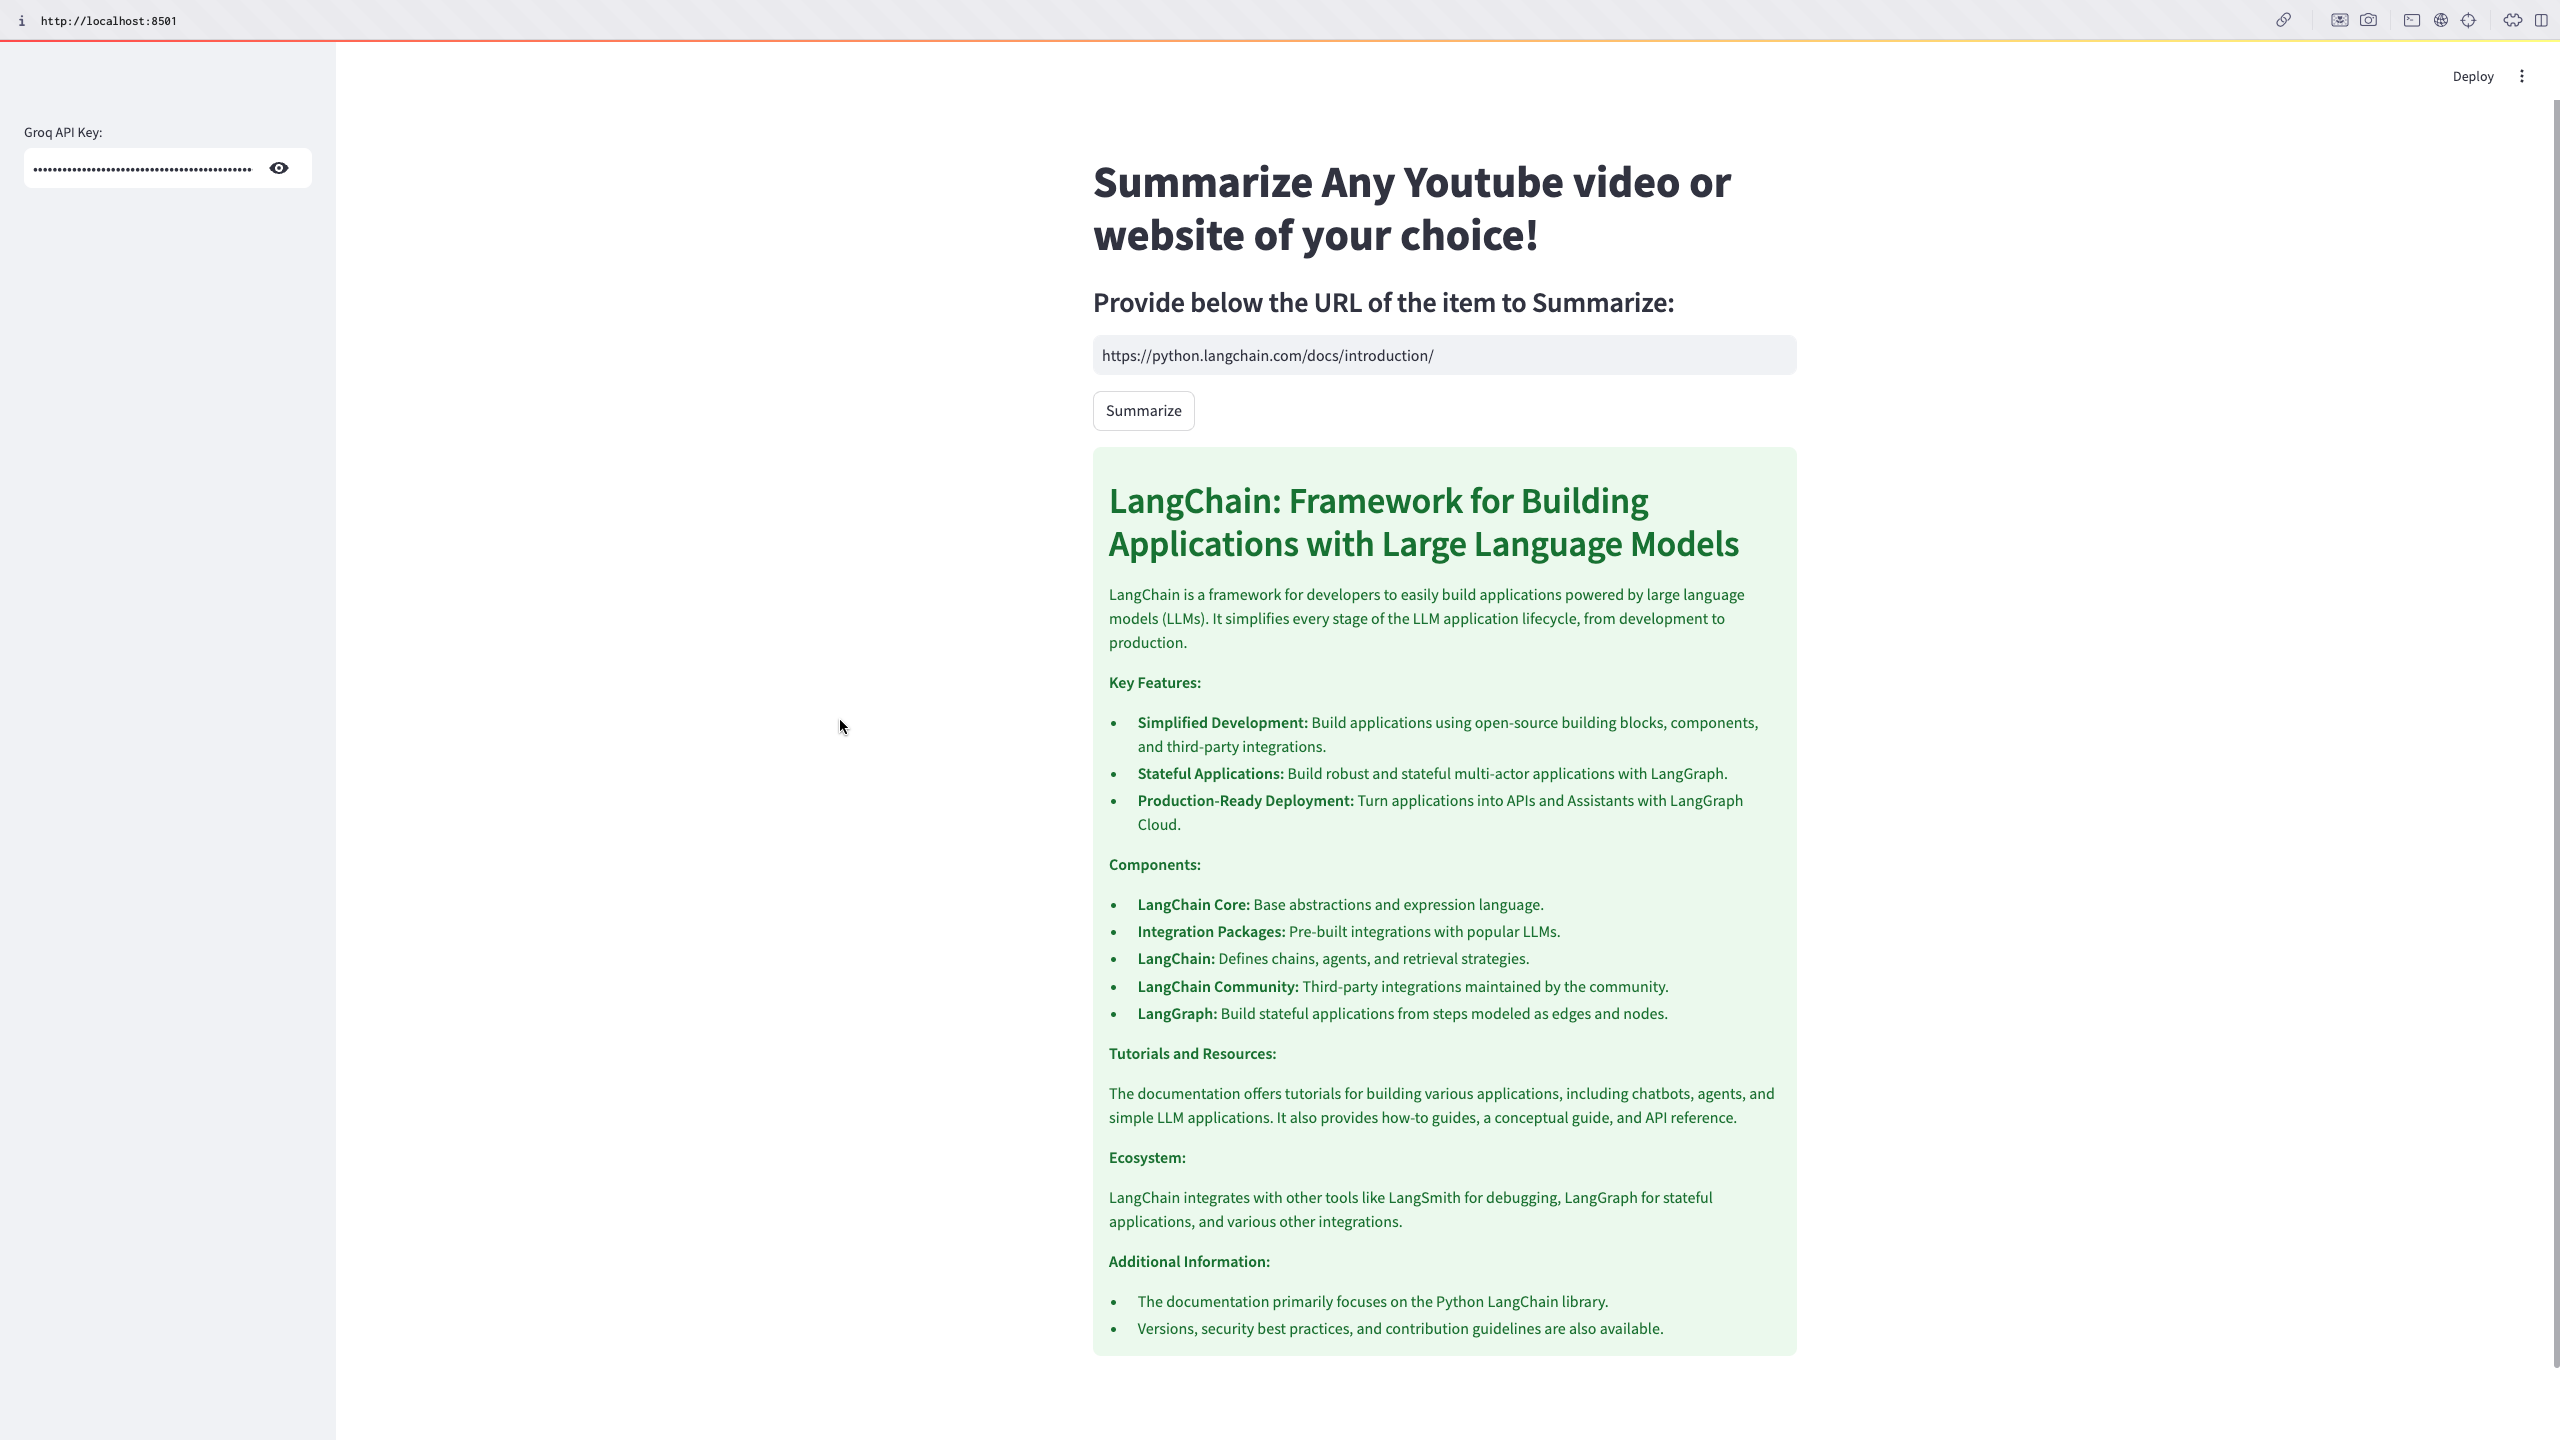 http://localhost:8501
Deploy
Groq API Key:
Summarize Any Youtube video or
website of your choice!
Provide below the URL of the item to Summarize:
https://python.langchain.com/docs/introduction/
Summarize
LangChain: Framework for Building
Applications with Large Language Models
LangChain is a framework for developers to easily build applications powered by large language
models (LLMs). It simplifies every stage of the LLM application lifecycle, from development to
production.
Key Features:
• Simplified Development: Build applications using open-source building blocks, components,
and third-party integrations.
• Stateful Applications: Build robust and stateful multi-actor applications with LangGraph.
• Production-Ready Deployment: Turn applications into APIs and Assistants with LangGraph
Cloud.
Components:
• LangChain Core: Base abstractions and expression language.
• Integration Packages: Pre-built integrations with popular LLMs.
• LangChain: Defines chains, agents, and retrieval strategies.
• LangChain Community: Third-party integrations maintained by the community.
• LangGraph: Build stateful applications from steps modeled as edges and nodes.
Tutorials and Resources:
The documentation offers tutorials for building various applications, including chatbots, agents, and
simple LLM applications. It also provides how-to guides, a conceptual guide, and API reference.
Ecosystem:
LangChain integrates with other tools like LangSmith for debugging, LangGraph for stateful
applications, and various other integrations.
Additional Information:
• The documentation primarily focuses on the Python LangChain library.
• Versions, security best practices, and contribution guidelines are also available.